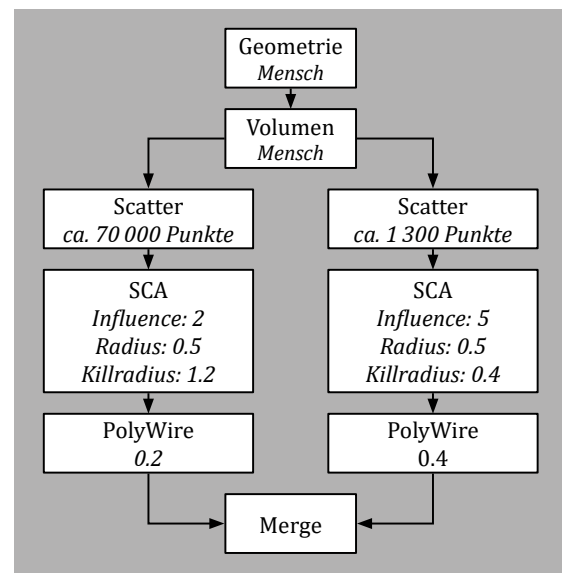 Geometrie
Mensch
Volumen
Mensch
Scatter
ca. 70 000 Punkte
SCA
Influence: 2
Radius: 0.5
Killradius: 1.2
PolyWire
0.2
Scatter
ca. 1 300 Punkte
SCA
Influence: 5
Radius: 0.5
Killradius: 0.4
PolyWire
0.4
Merge